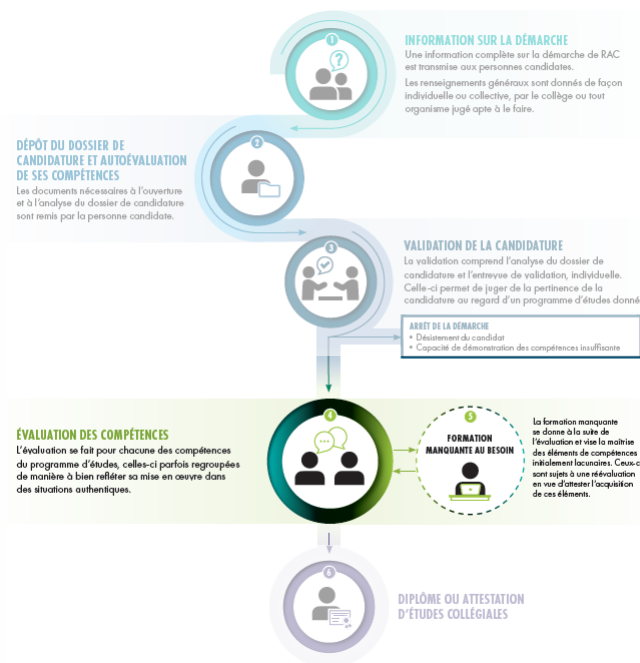 1
INFORMATION SUR LA DÉMARCHE
Une information complète sur la démarche de RAC
est transmise aux personnes candidates.
Les renseignements généraux sont donnés de façon
individuelle ou collective, par le collège ou tout
organisme jugé apte à le faire.
2
DÉPÔT DU DOSSIER DE
CANDIDATURE ET AUTOÉVALUATION
DE SES COMPÉTENCES
Les documents nécessaires à l'ouverture
et à l'analyse du dossier de candidature
sont remis par la personne candidate.
3
VALIDATION DE LA CANDIDATURE
La validation comprend l'analyse du dossier de
candidature et l'entrevue de validation, individuelle.
Celle-ci permet de juger de la pertinence de la
candidature au regard d'un programme d'études donné
ARRÊT DE LA DÉMARCHE
• Désistement du candidat
• Capacité de démonstration des compétences insuffisante
4
ÉVALUATION DES COMPÉTENCES
L'évaluation se fait pour chacune des compétences
du programme d'études, celles-ci parfois regroupées
de manière à bien refléter sa mise en œuvre dans
des situations authentiques.
5
FORMATION
MANQUANTE AU BESOIN
La formation manquante
se donne à la suite de
l'évaluation et vise la maitrise
des éléments de compétences
initialement lacunaires. Ceux-c
sont sujets à une réévaluation
en vue d'attester l'acquisition
de ces éléments.
6
DIPLÔME OU ATTESTATION
D'ÉTUDES COLLÉGIALES